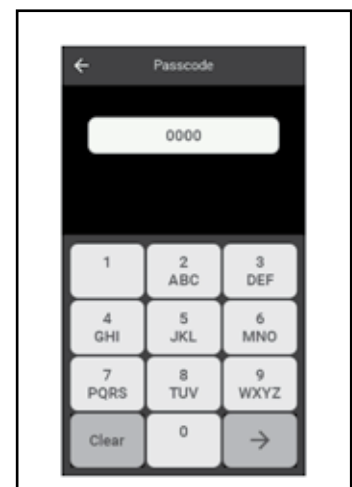 Passcode
0000
1 2 3
ABC DEF
4 5 6
GHI JKL MNO
7 8 9
PQRS TUV WXYZ
Clear 0